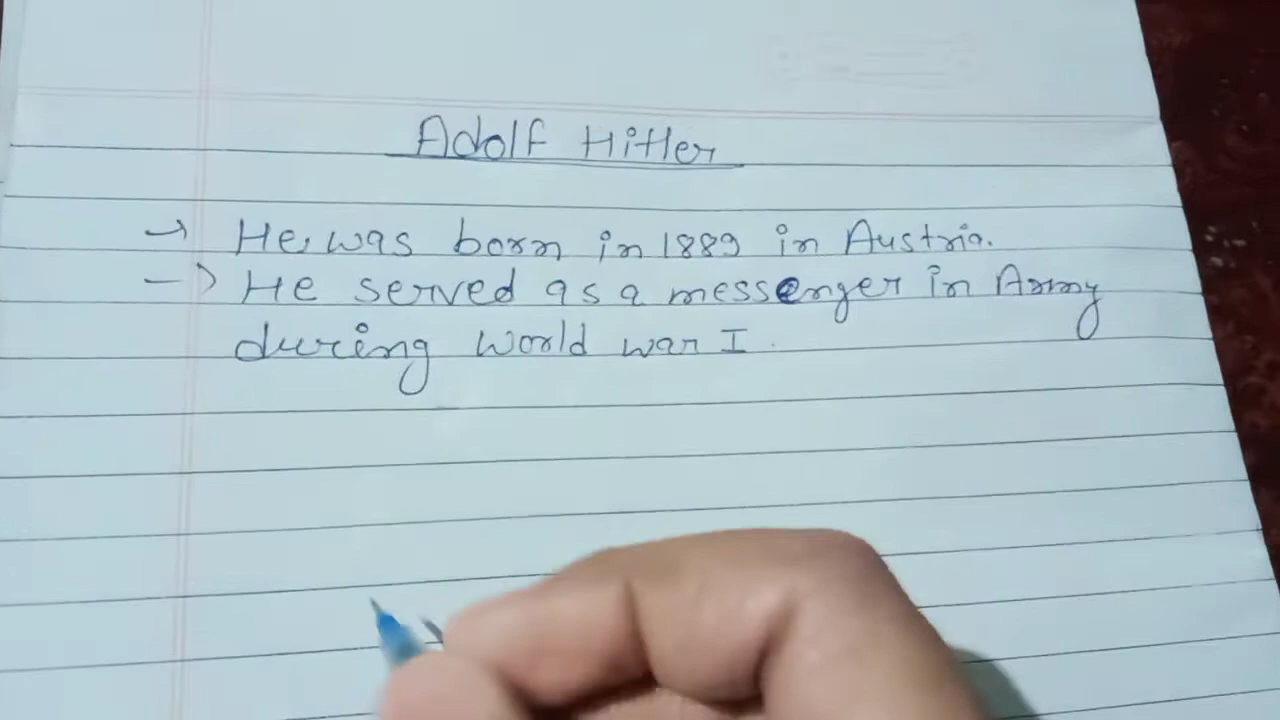 Adolf Hitler
→ He was born in 1889 in Austria.
→ He served as a messenger in Army
during World war I.